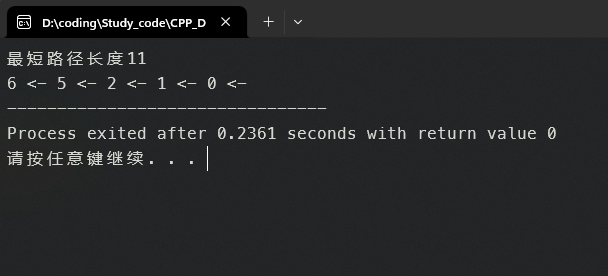 D:\coding\Study_code\CPP_D
最短路径长度11
6 <- 5 <- 2 <- 1 <- 0 <-
--------------------------------
Process exited after 0.2361 seconds with return value 0
请按任意键继续. . .